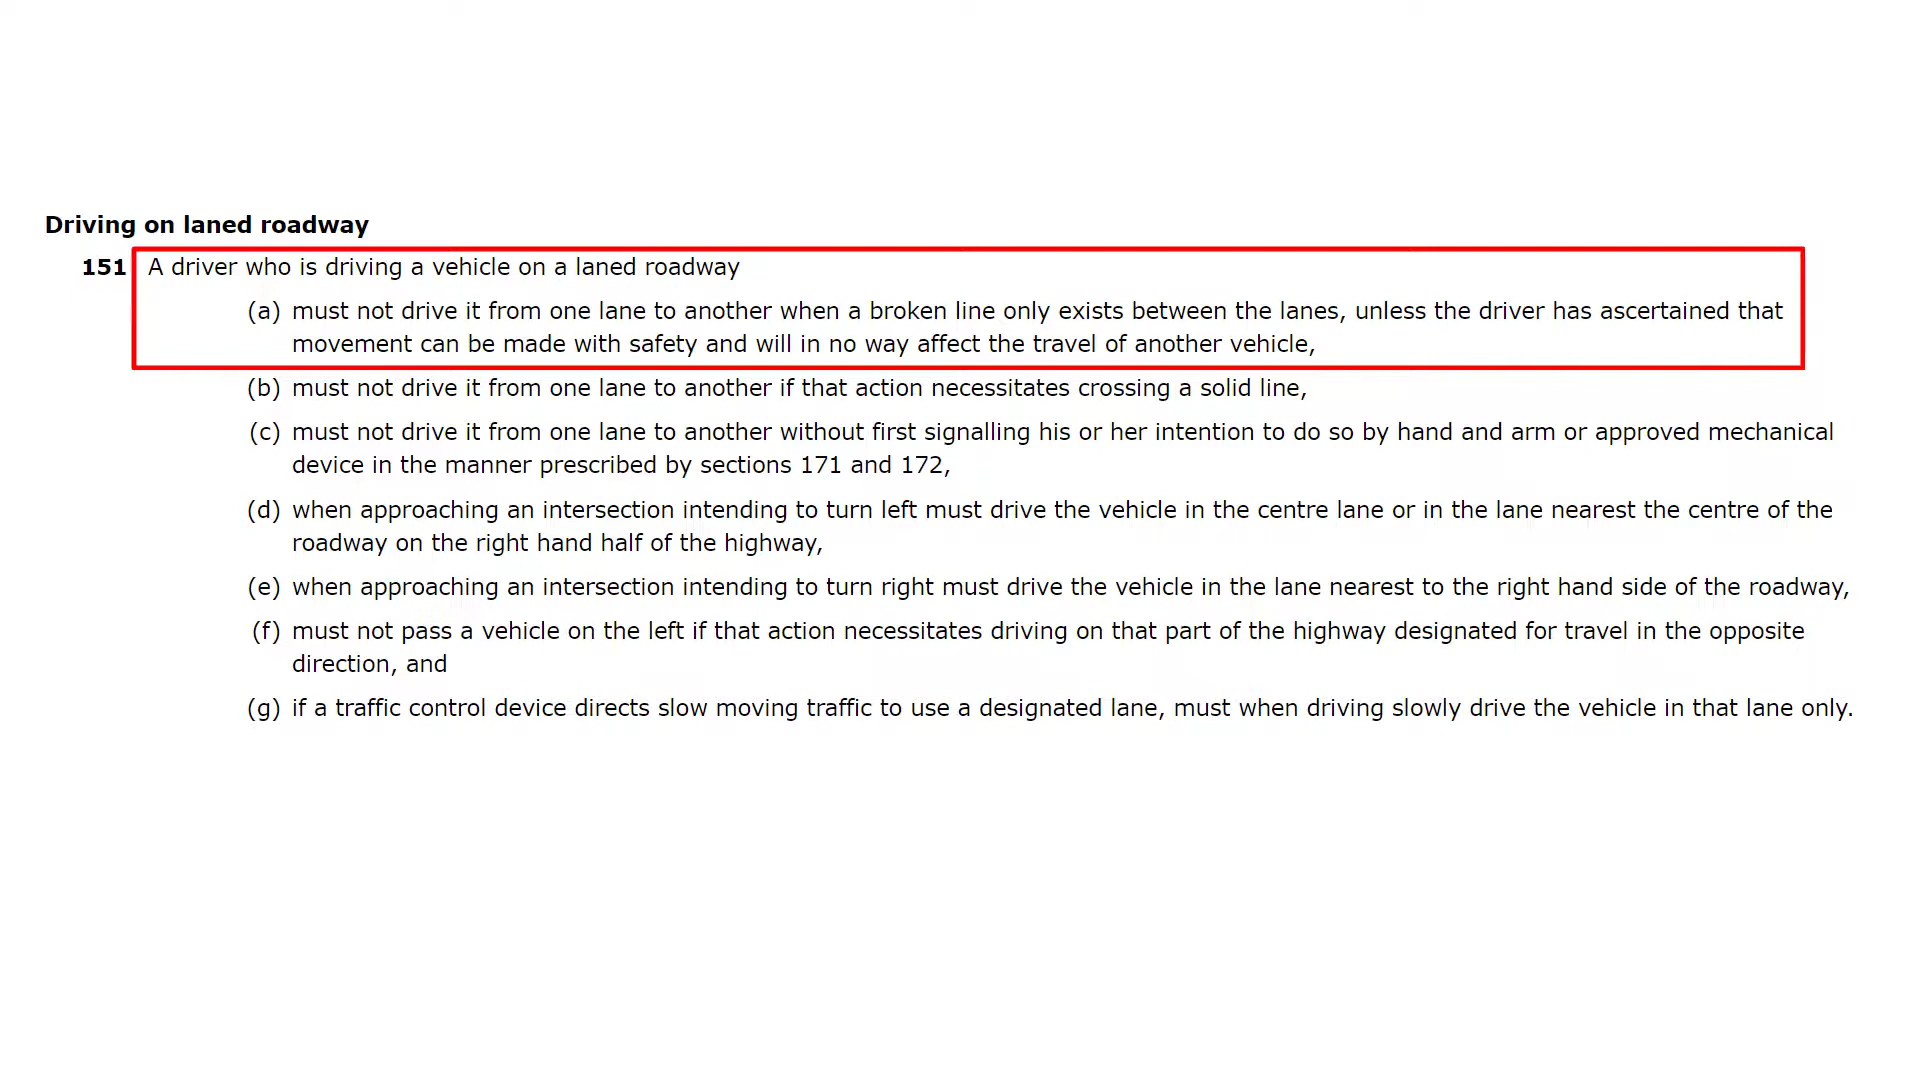 Driving on laned roadway
151 A driver who is driving a vehicle on a laned roadway
(a) must not drive it from one lane to another when a broken line only exists between the lanes, unless the driver has ascertained that
movement can be made with safety and will in no way affect the travel of another vehicle,
(b) must not drive it from one lane to another if that action necessitates crossing a solid line,
(c) must not drive it from one lane to another without first signalling his or her intention to do so by hand and arm or approved mechanical
device in the manner prescribed by sections 171 and 172,
(d) when approaching an intersection intending to turn left must drive the vehicle in the centre lane or in the lane nearest the centre of the
roadway on the right hand half of the highway,
(e) when approaching an intersection intending to turn right must drive the vehicle in the lane nearest to the right hand side of the roadway,
(f) must not pass a vehicle on the left if that action necessitates driving on that part of the highway designated for travel in the opposite
direction, and
(g) if a traffic control device directs slow moving traffic to use a designated lane, must when driving slowly drive the vehicle in that lane only.